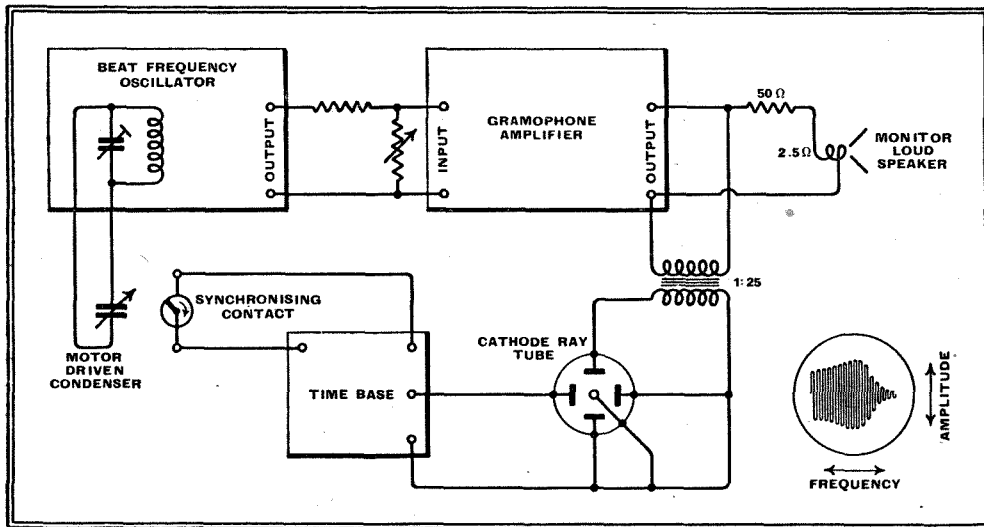 BEAT FREQUENCY
OSCILLATOR
OUTPUT
INPUT
GRAMOPHONE
AMPLIFIER
OUTPUT
50 Ω
2.5 Ω
MONITOR
LOUD
SPEAKER
1:25
SYNCHRONISING
CONTACT
MOTOR
DRIVEN
CONDENSER
TIME BASE
CATHODE RAY
TUBE
AMPLITUDE
FREQUENCY